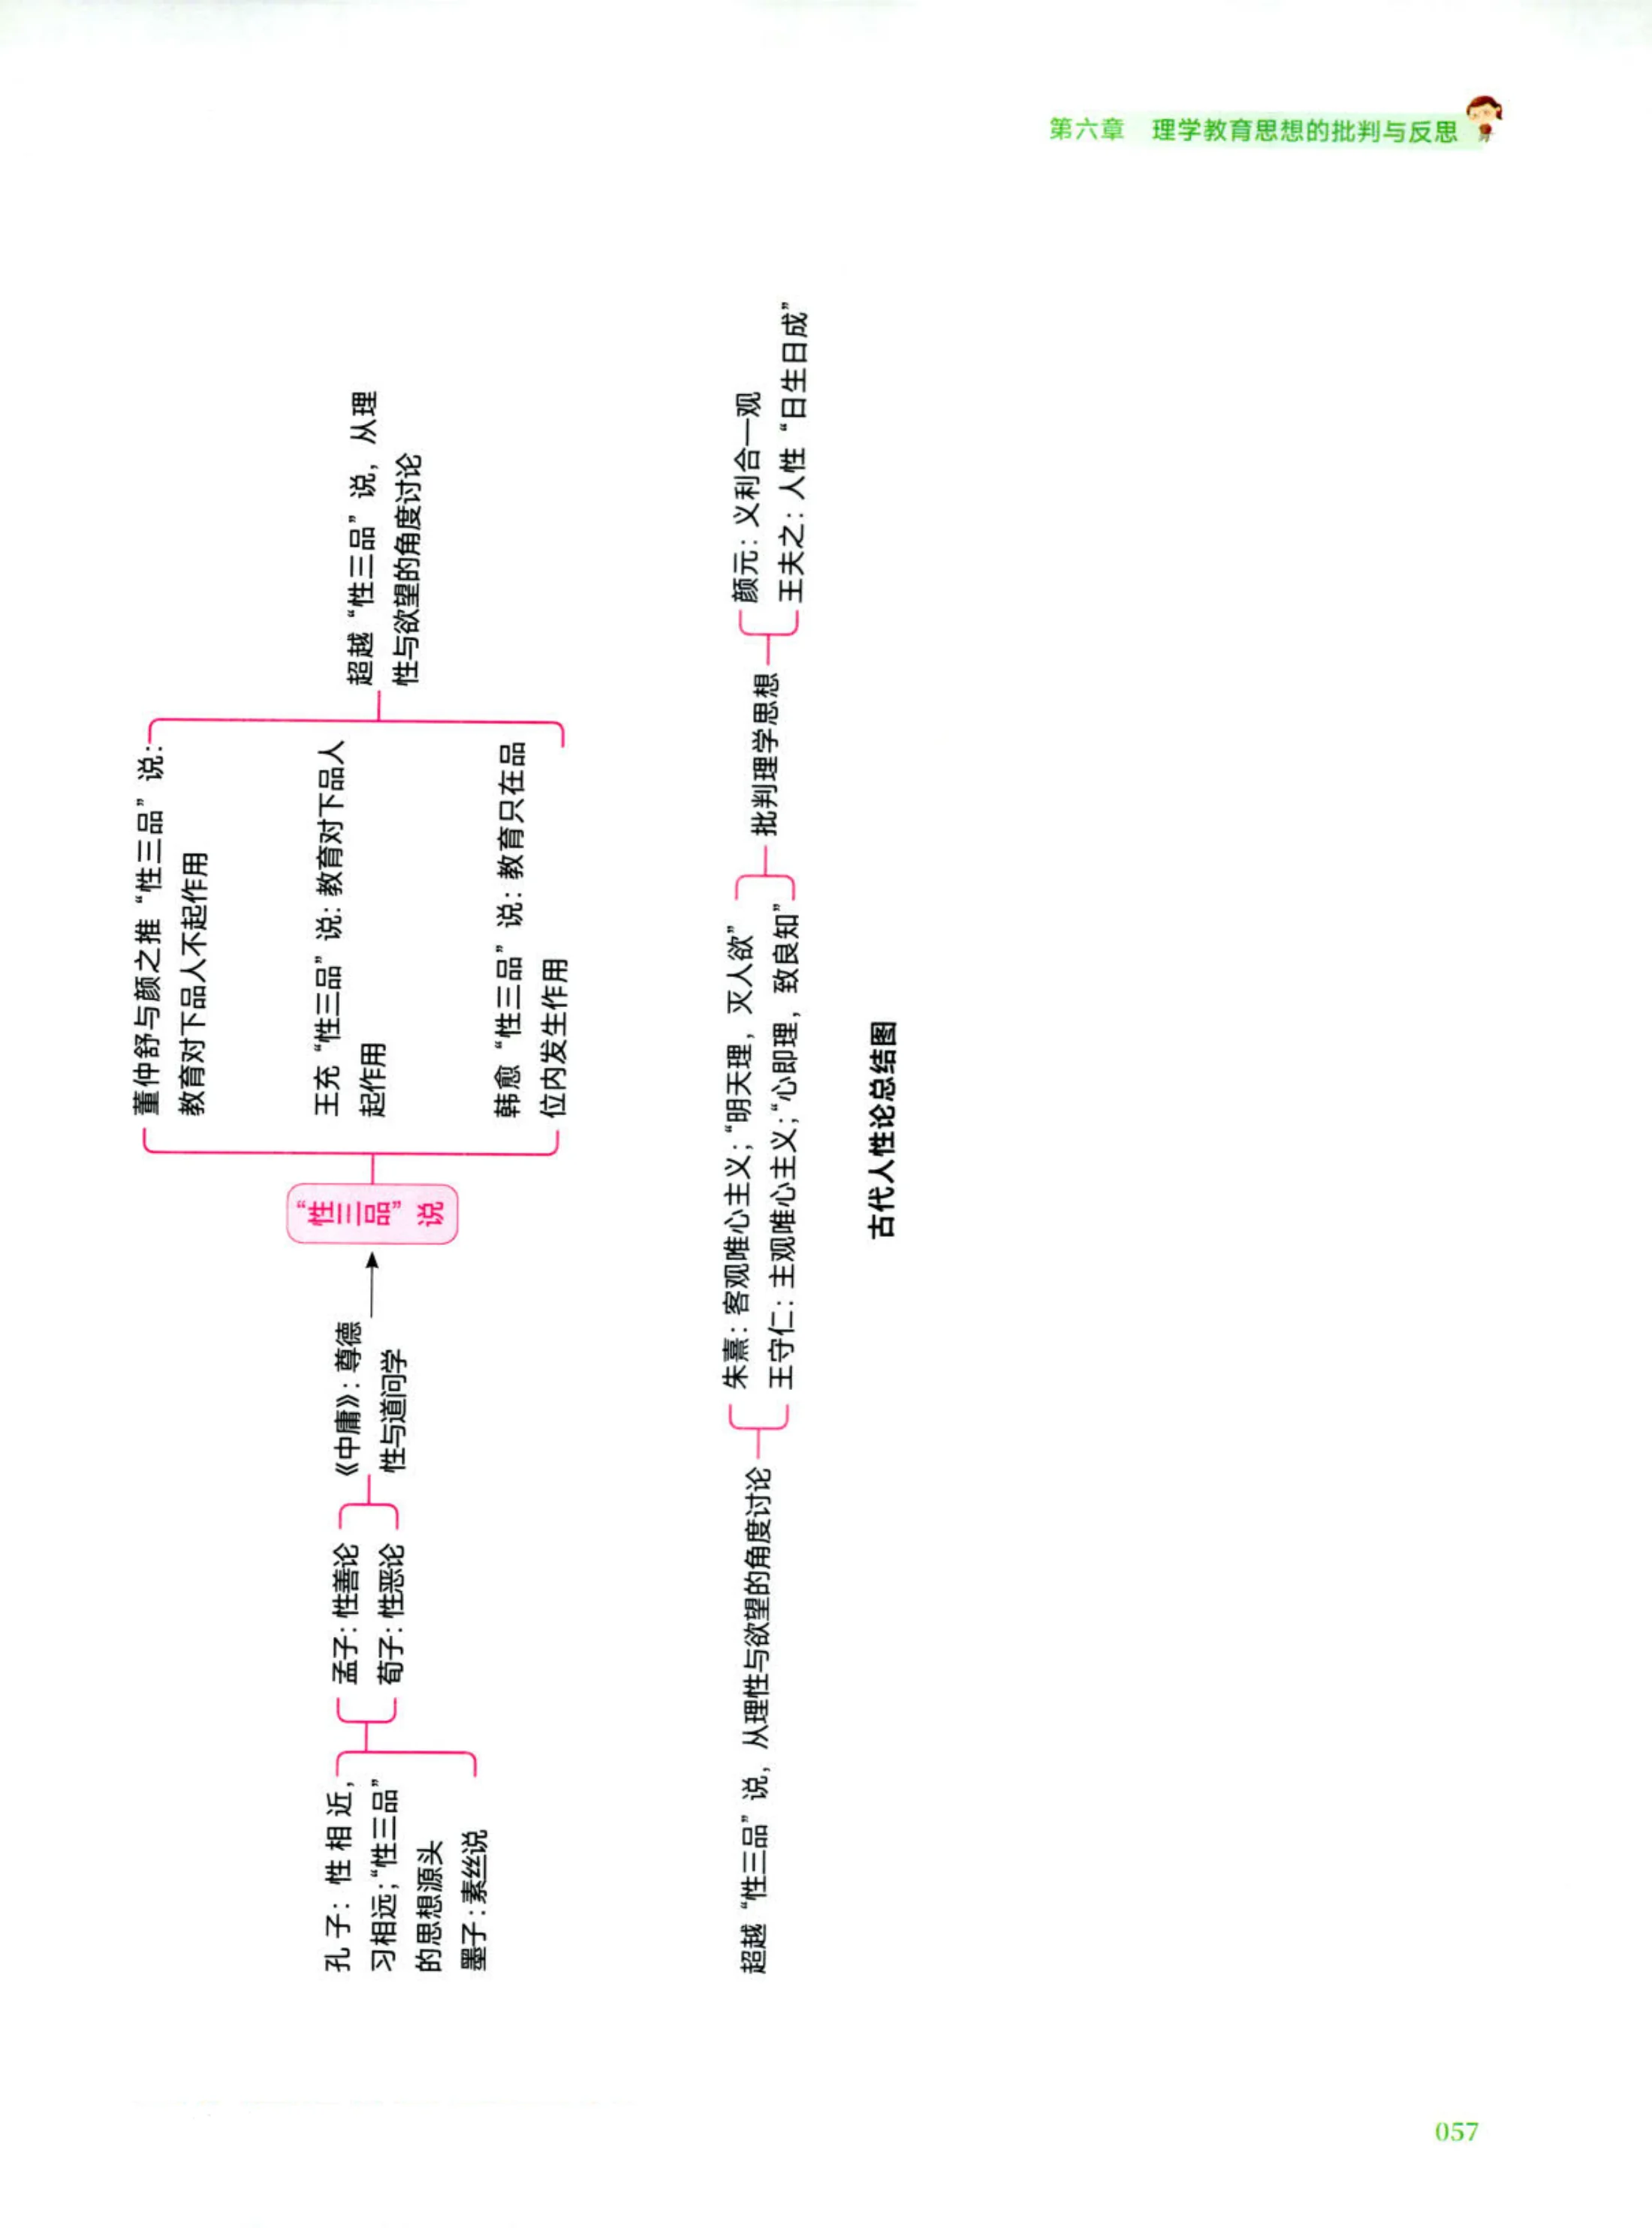 第六章 理学教育思想的批判与反思
孔子：性相近，
习相远；“性三品”
的思想源头
墨子：素丝说
孟子：性善论
荀子：性恶论
《中庸》：尊德
性与道问学
“性三品”说
董仲舒与颜之推“性三品”说：
教育对下品人不起作用
王充“性三品”说：教育对下品人
起作用
韩愈“性三品”说：教育只在品
位内发生作用
超越“性三品”说，从理
性与欲望的角度讨论
超越“性三品”说，从理性与欲望的角度讨论
朱熹：客观唯心主义；“明天理，灭人欲”
王守仁：主观唯心主义；“心即理，致良知”
批判理学思想
颜元：义利合一观
王夫之：人性“日生日成”
古代人性论总结图
057